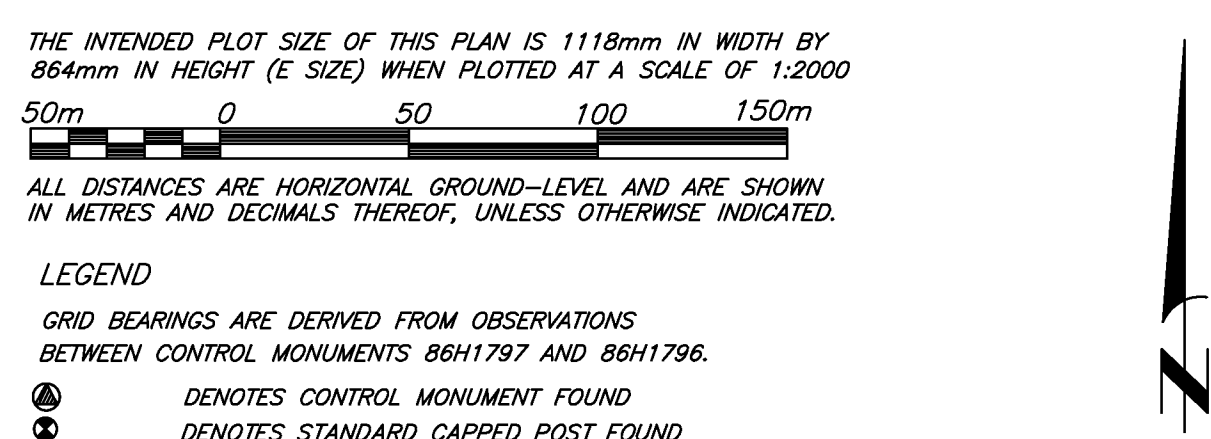 THE INTENDED PLOT SIZE OF THIS PLAN IS 1118mm IN WIDTH BY
864mm IN HEIGHT (E SIZE) WHEN PLOTTED AT A SCALE OF 1:2000
50m 0 50 100 150m
ALL DISTANCES ARE HORIZONTAL GROUND-LEVEL AND ARE SHOWN
IN METRES AND DECIMALS THEREOF, UNLESS OTHERWISE INDICATED.
LEGEND
GRID BEARINGS ARE DERIVED FROM OBSERVATIONS
BETWEEN CONTROL MONUMENTS 86H1797 AND 86H1796.
DENOTES CONTROL MONUMENT FOUND
DENOTES STANDARD CAPPED POST FOUND
N